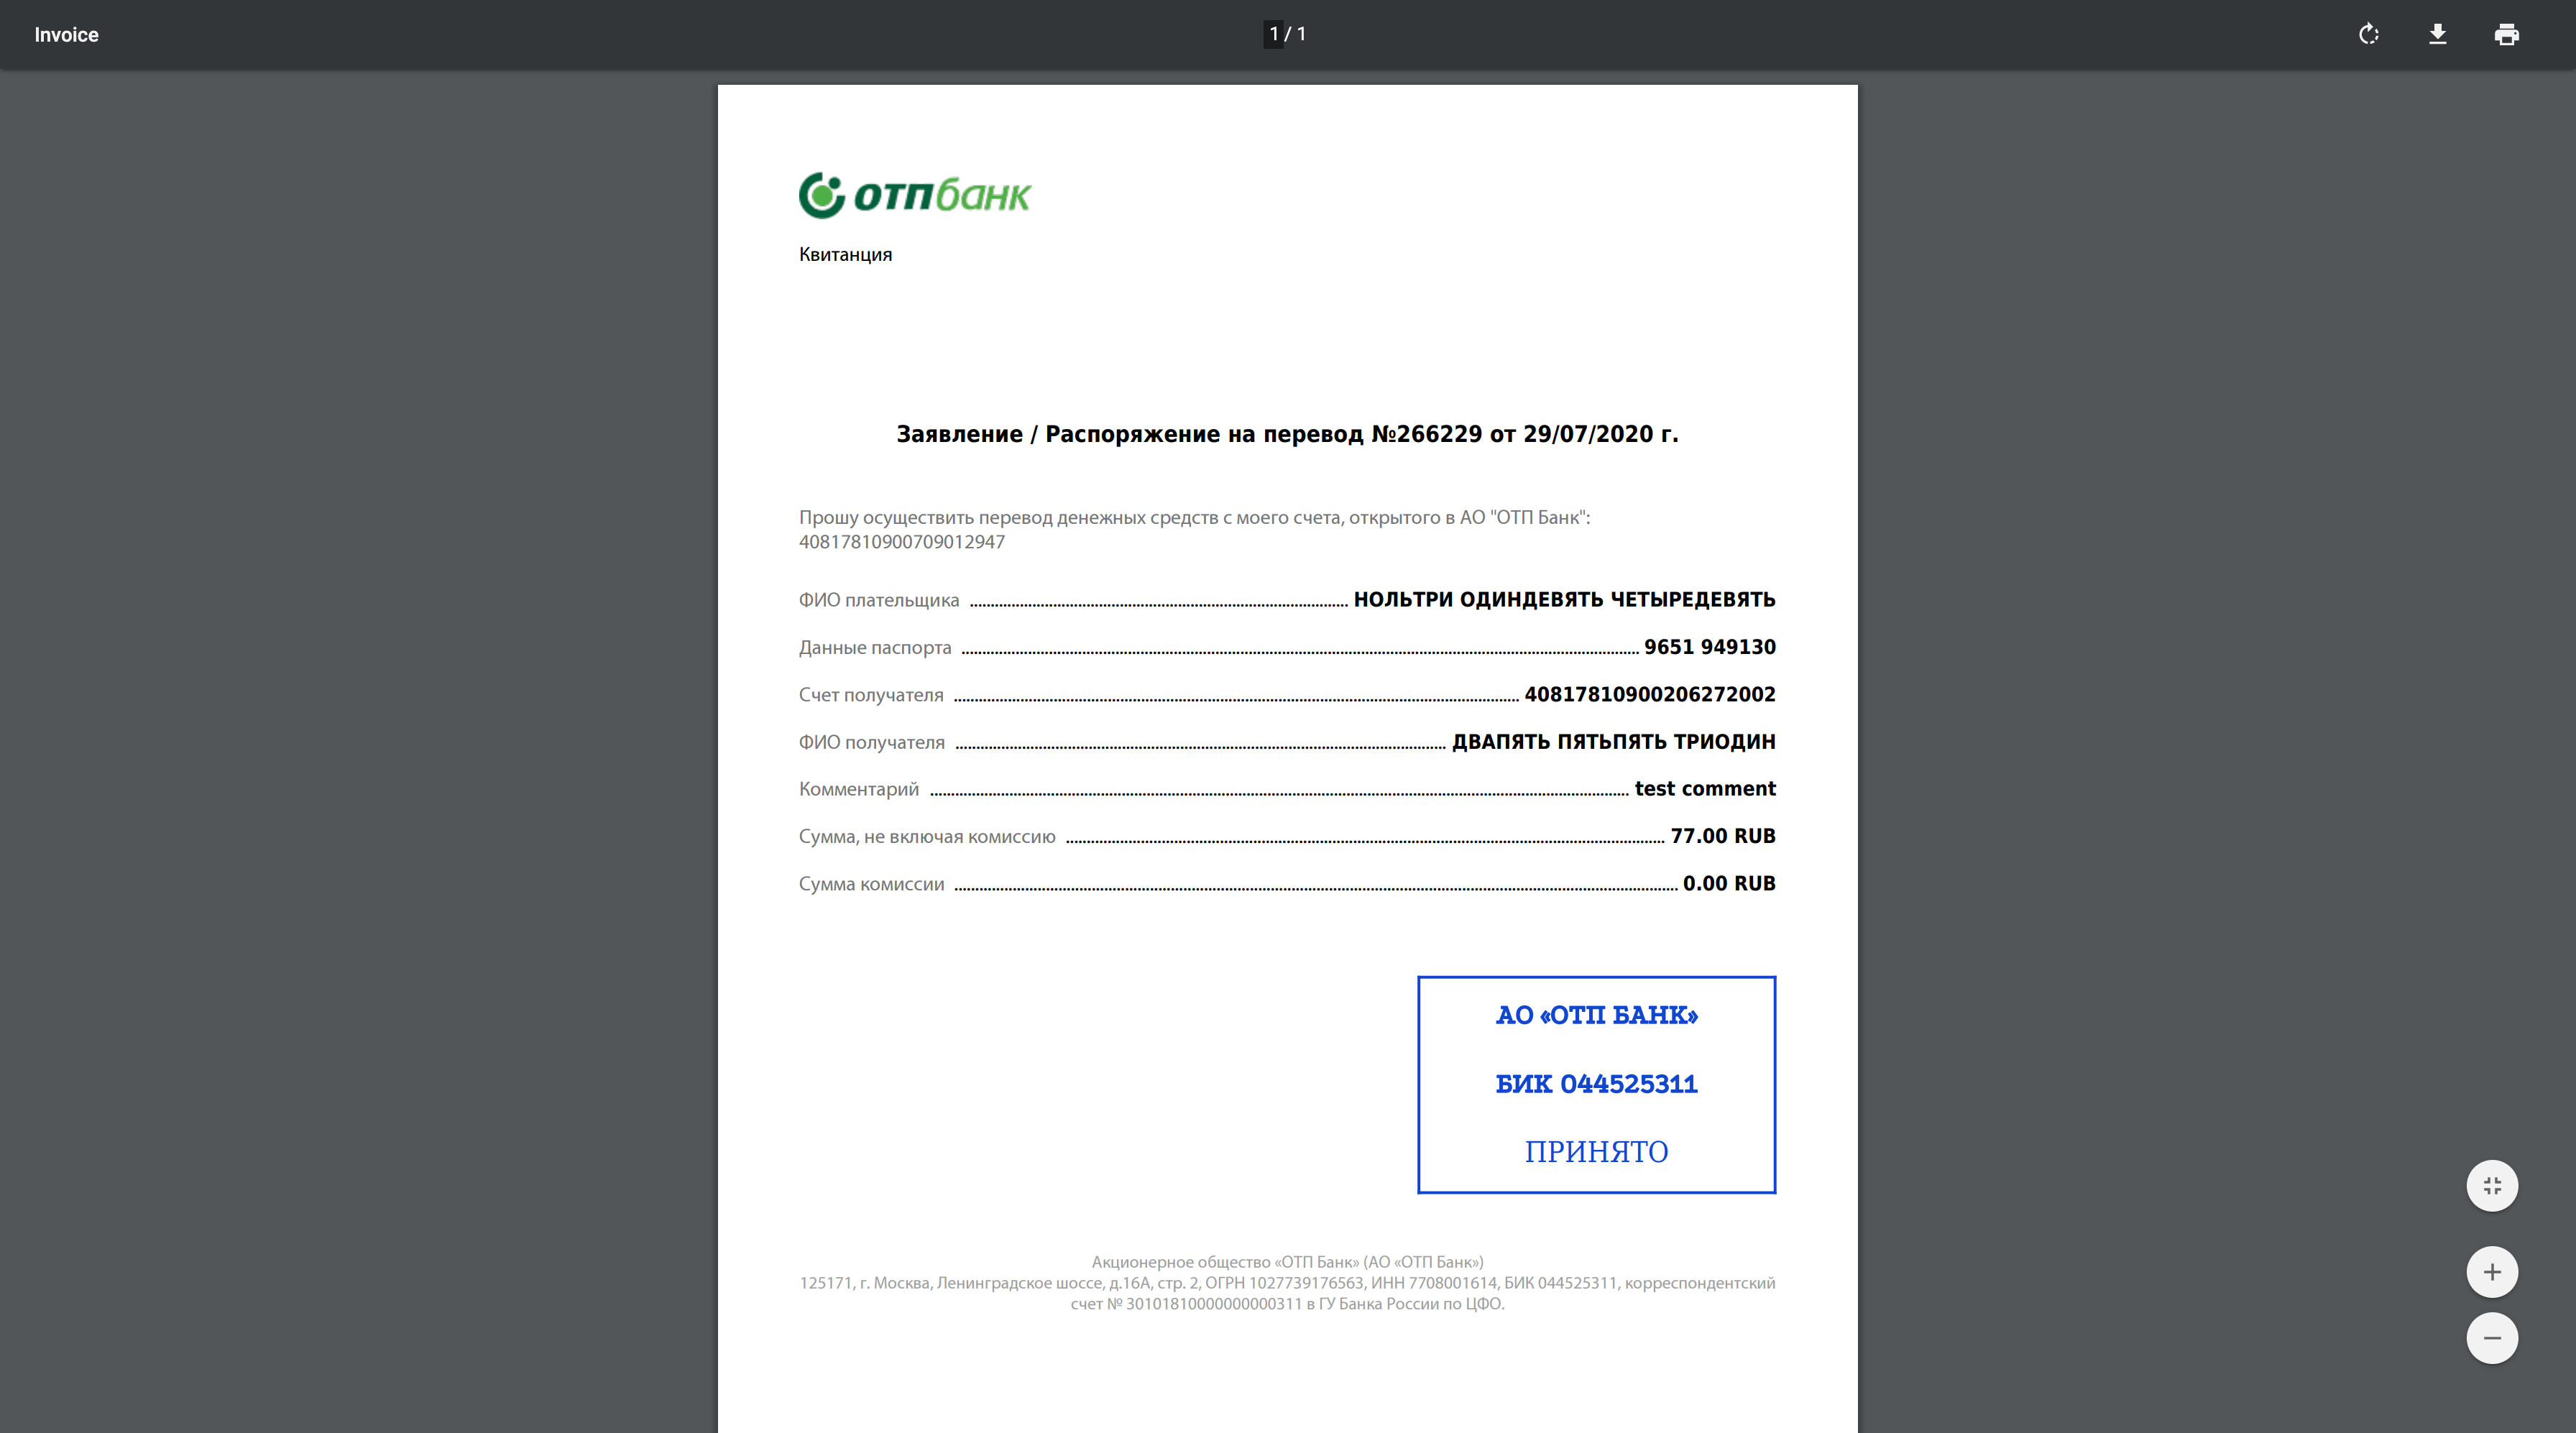 Invoice
1 / 1
отпбанк
Квитанция
Заявление / Распоряжение на перевод №266229 от 29/07/2020 г.
Прошу осуществить перевод денежных средств с моего счета, открытого в АО "ОТП Банк":
40817810900709012947
ФИО плательщика НОЛЬТРИ ОДИНДЕВЯТЬ ЧЕТЫРЕДЕВЯТЬ
Данные паспорта 9651 949130
Счет получателя 40817810900206272002
ФИО получателя ДВАПЯТЬ ПЯТЬПЯТЬ ТРИОДИН
Комментарий test comment
Сумма, не включая комиссию 77.00 RUB
Сумма комиссии 0.00 RUB
АО «ОТП БАНК»
БИК 044525311
ПРИНЯТО
Акционерное общество «ОТП Банк» (АО «ОТП Банк»)
125171, г. Москва, Ленинградское шоссе, д.16А, стр. 2, ОГРН 1027739176563, ИНН 7708001614, БИК 044525311, корреспондентский
счет № 30101810000000000311 в ГУ Банка России по ЦФО.